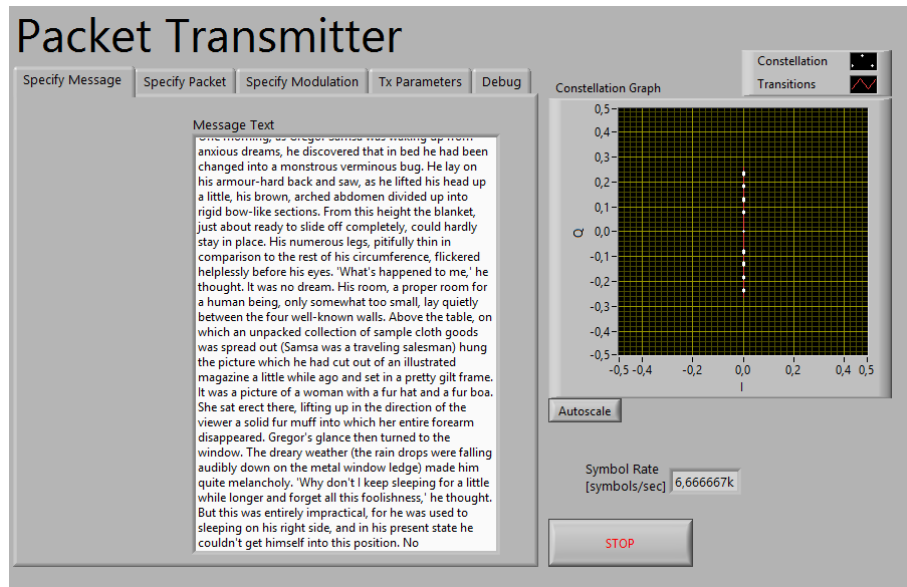 Packet Transmitter
Specify Message
Specify Packet
Specify Modulation
Tx Parameters
Debug
Message Text
One morning, as Gregor Samsa was waking up from
anxious dreams, he discovered that in bed he had been
changed into a monstrous verminous bug. He lay on
his armour-hard back and saw, as he lifted his head up
a little, his brown, arched abdomen divided up into
rigid bow-like sections. From this height the blanket,
just about ready to slide off completely, could hardly
stay in place. His numerous legs, pitifully thin in
comparison to the rest of his circumference, flickered
helplessly before his eyes. 'What's happened to me,' he
thought. It was no dream. His room, a proper room for
a human being, only somewhat too small, lay quietly
between the four well-known walls. Above the table, on
which an unpacked collection of sample cloth goods
was spread out (Samsa was a traveling salesman) hung
the picture which he had cut out of an illustrated
magazine a little while ago and set in a pretty gilt frame.
It was a picture of a woman with a fur hat and a fur boa.
She sat erect there, lifting up in the direction of the
viewer a solid fur muff into which her entire forearm
disappeared. Gregor's glance then turned to the
window. The dreary weather (the rain drops were falling
audibly down on the metal window ledge) made him
quite melancholy. 'Why don't I keep sleeping for a little
while longer and forget all this foolishness,' he thought.
But this was entirely impractical, for he was used to
sleeping on his right side, and in his present state he
couldn't get himself into this position. No
Constellation
Transitions
Constellation Graph
0,5
0,4
0,3
0,2
0,1
0,0
-0,1
-0,2
-0,3
-0,4
-0,5
Q
-0,5 -0,4 -0,2 0,0 0,2 0,4 0,5
I
Autoscale
Symbol Rate
[symbols/sec] 6,666667k
STOP